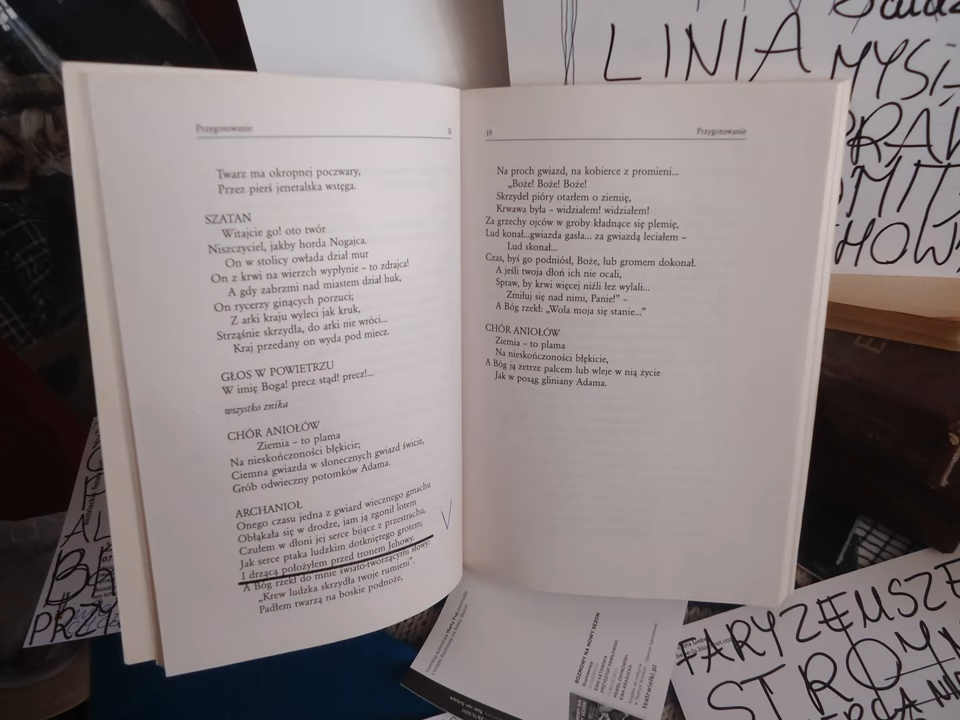 Przygotowanie
Twarz ma okropnej poczwary,
Przez pierś jeneralska wstęga.
SZATAN
Witajcie go! oto twór
Niszczyciel, jakby horda Nogajca.
On w stolicy owłada dział mur
On z krwi na wierzch wypłynie – to zdrajca!
A gdy zabrzmi nad miastem dział huk,
On rycerzy ginących porzuci;
Z arki kraju wyleci jak kruk,
Strząśnie skrzydła, do arki nie wróci...
Kraj przedany on wyda pod miecz.
GŁOS W POWIETRZU
W imię Boga! precz stąd! precz!...
wszystko znika
CHÓR ANIOŁÓW
Ziemia – to plama
Na nieskończoności błękicie;
Ciemna gwiazda w słonecznych gwiazd świcie,
Grób odwieczny potomków Adama.
ARCHANIOŁ
Onego czasu jedna z gwiazd wiecznego gmachu
Obłąkała się w drodze, jam ją zgonił lotem
Czułem w dłoni jej serce bijące z przestrachu,
Jak serce ptaka ludzkim dotkniętego grotem;
I drżącą położyłem przed tronem Jehowy.
A Bóg rzekł do mnie świato-tworzącymi słowy:
„Krew ludzka skrzydła twoje rumieni".
Padłem twarzą na boskie podnoże,
19
Przygotowanie
Na proch gwiazd, na kobierce z promieni...
„Boże! Boże! Boże!
Skrzydeł pióry otarłem o ziemię,
Krwawa była – widziałem! widziałem!
Za grzechy ojców w groby kładnące się plemię,
Lud konał...gwiazda gasła... za gwiazdą leciałem –
Lud skonał...
Czas, byś go podniósł, Boże, lub gromem dokonał.
A jeśli twoja dłoń ich nie ocali,
Spraw, by krwi więcej niźli łez wylali...
Zmiłuj się nad nimi, Panie!" –
A Bóg rzekł: „Wola moja się stanie..."
CHÓR ANIOŁÓW
Ziemia – to plama
Na nieskończoności błękicie,
A Bóg ją zetrze palcem lub wleje w nią życie
Jak w posąg gliniany Adama.
LINIA
ROZMOWY NA NOWY SEZON
teatrwielki.pl